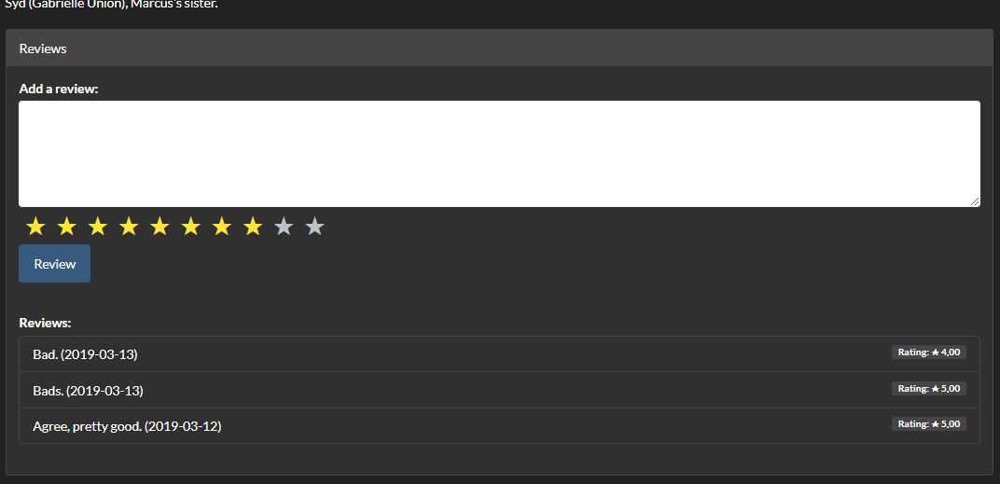 Syd (Gabrielle Union), Marcus's sister.
Reviews
Add a review:
Review
Reviews:
Bad. (2019-03-13) Rating: ★ 4,00
Bads. (2019-03-13) Rating: ★ 5,00
Agree, pretty good. (2019-03-12) Rating: ★ 5,00